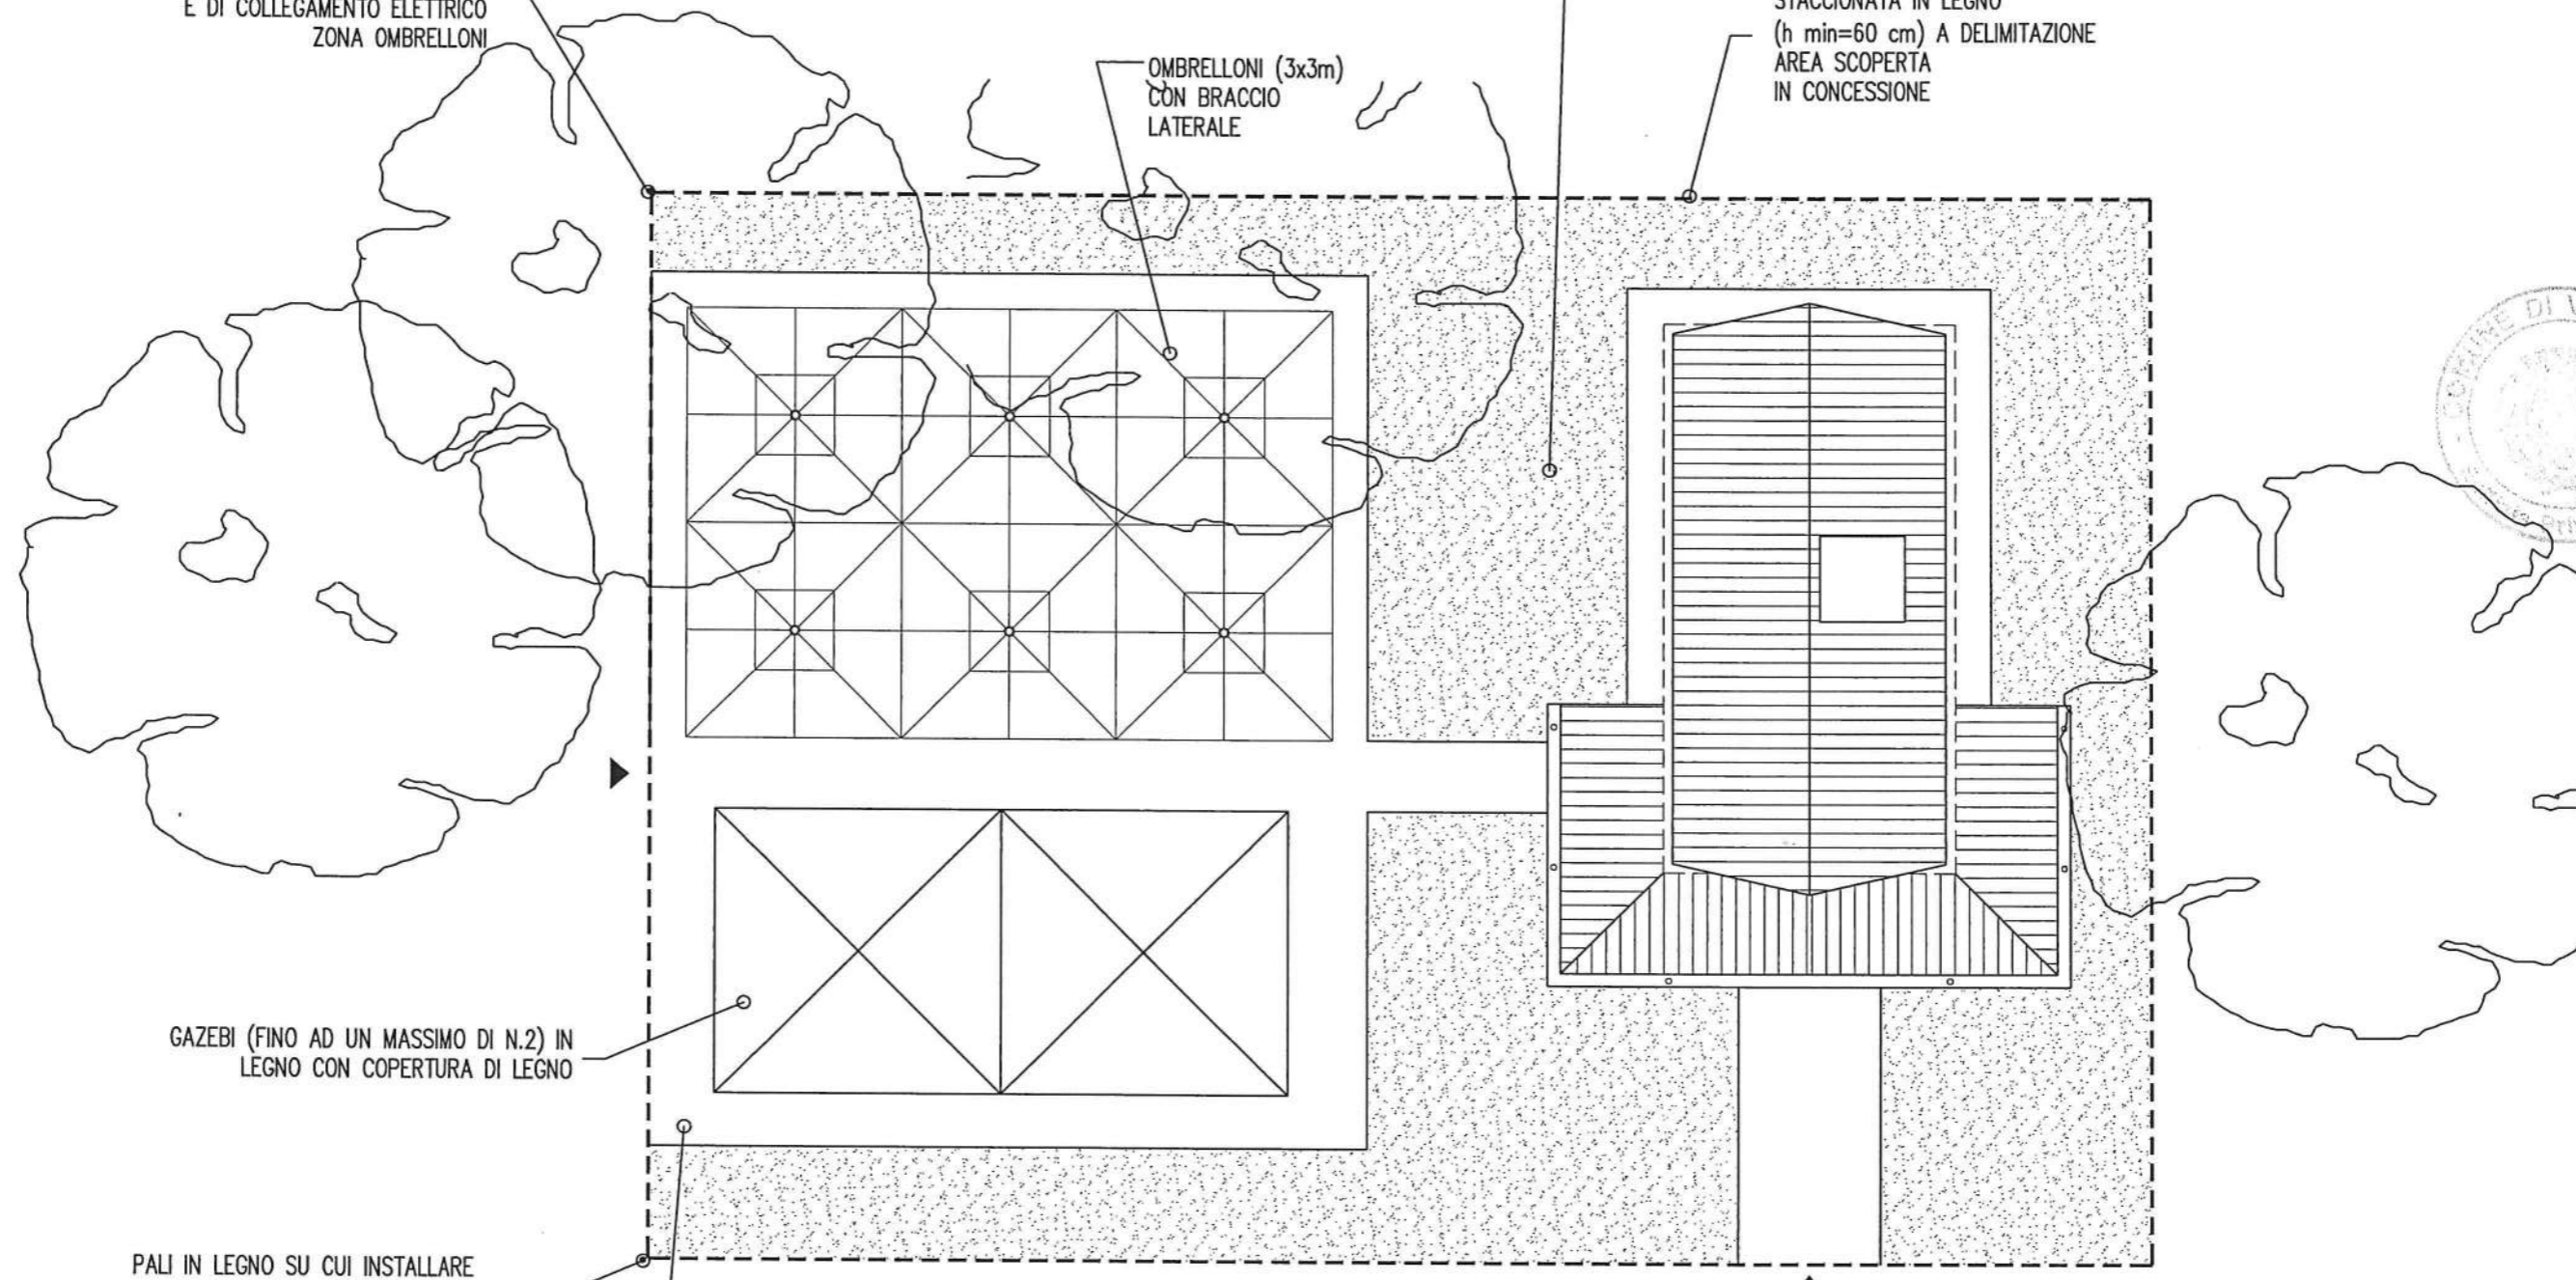 E DI COLLEGAMENTO ELETTRICO
ZONA OMBRELLONI
OMBRELLONI (3x3m)
CON BRACCIO
LATERALE
STACCIONATA IN LEGNO
(h min=60 cm) A DELIMITAZIONE
AREA SCOPERTA
IN CONCESSIONE
COMUNE DI
GAZEBI (FINO AD UN MASSIMO DI N.2) IN
LEGNO CON COPERTURA DI LEGNO
PALI IN LEGNO SU CUI INSTALLARE